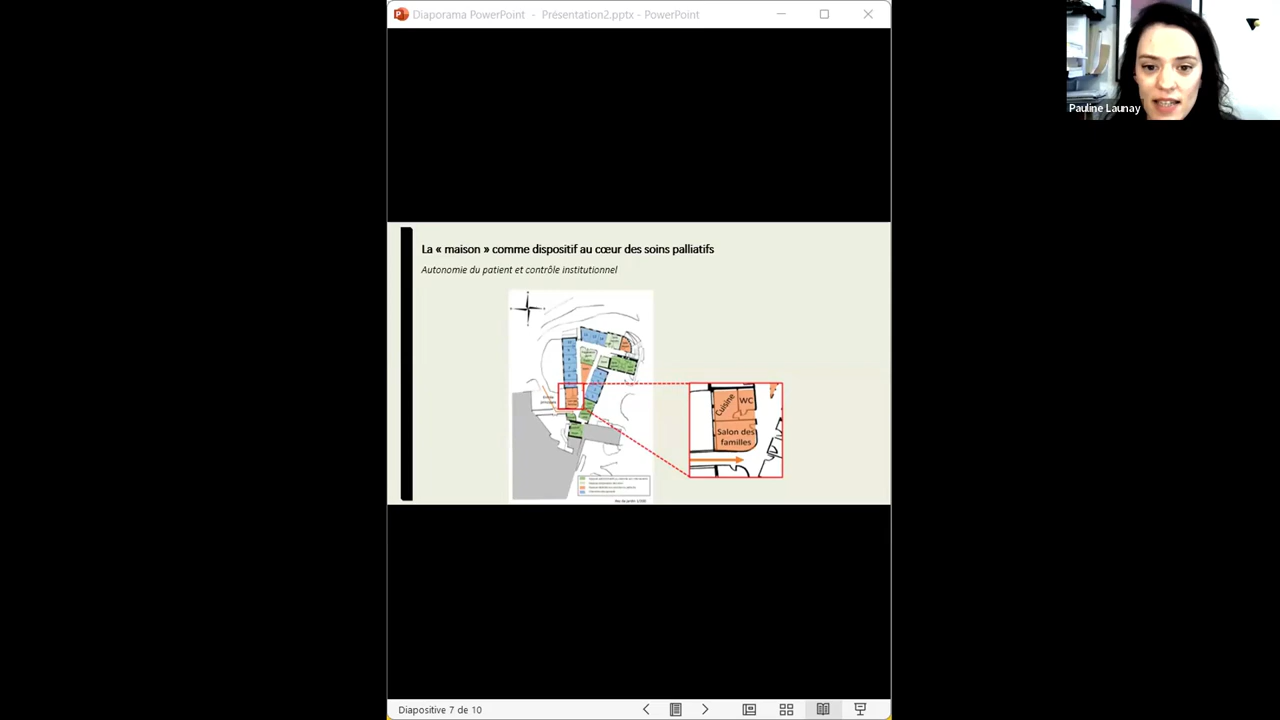 Diaporama PowerPoint - Présentation2.pptx - PowerPoint
Pauline Launay
La « maison » comme dispositif au cœur des soins palliatifs
Autonomie du patient et contrôle institutionnel
Cuisine
WC
Salon des
familles
Diapositive 7 de 10